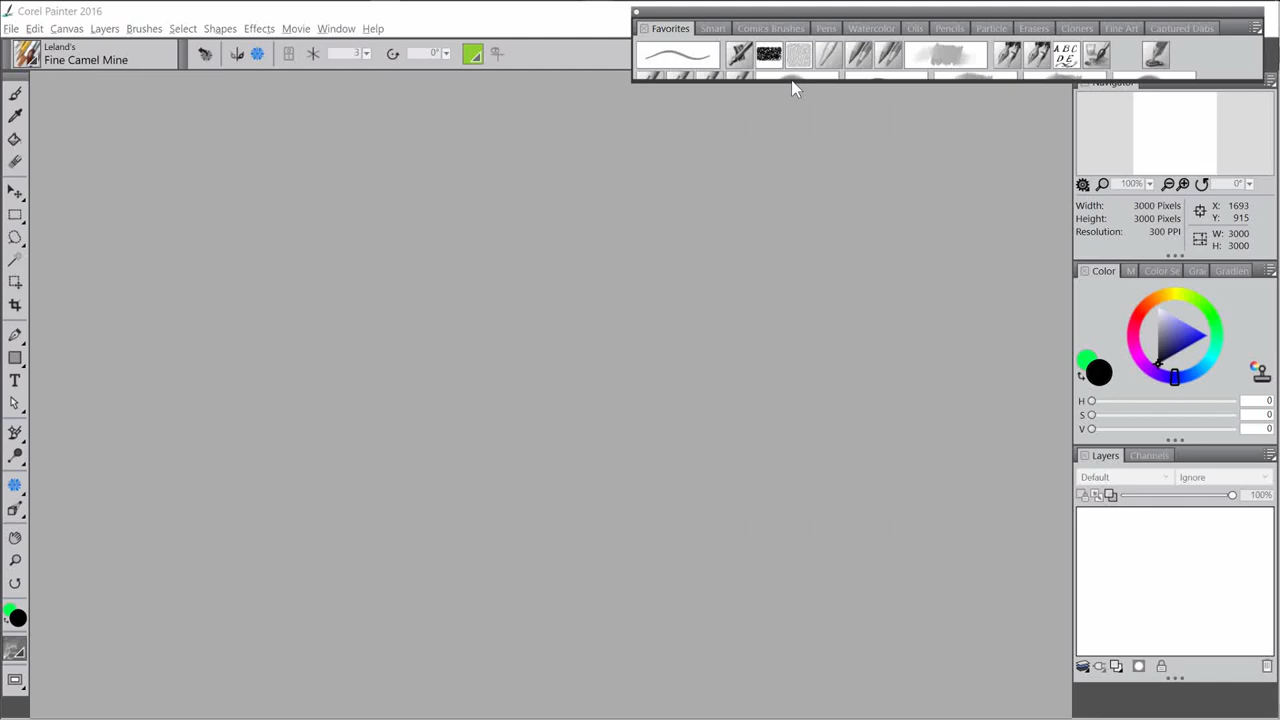 Corel Painter 2016
File Edit Canvas Layers Brushes Select Shapes Effects Movie Window Help
Leland's
Fine Camel Mine
3
0°
Favorites Smart Comics Brushes Pens Watercolor Oils Pencils Particle Erasers Cloners Fine Art Captured Dabs
A B C
D E
Navigator
100% 0°
Width: 3000 Pixels X: 1693
Height: 3000 Pixels Y: 915
Resolution: 300 PPI W: 3000
H: 3000
Color M Color Se Gra Gradien
H 0
S 0
V 0
Layers Channels
Default Ignore
100%
T